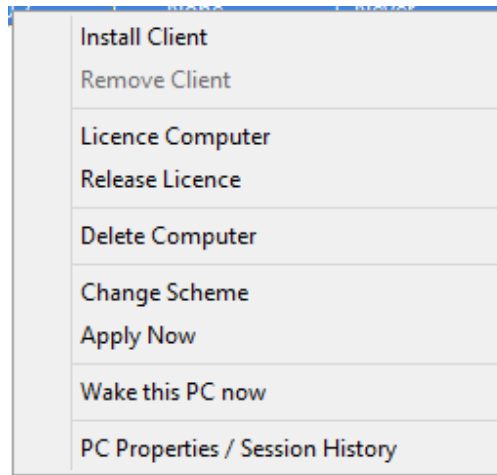 Install Client
Remove Client
Licence Computer
Release Licence
Delete Computer
Change Scheme
Apply Now
Wake this PC now
PC Properties / Session History